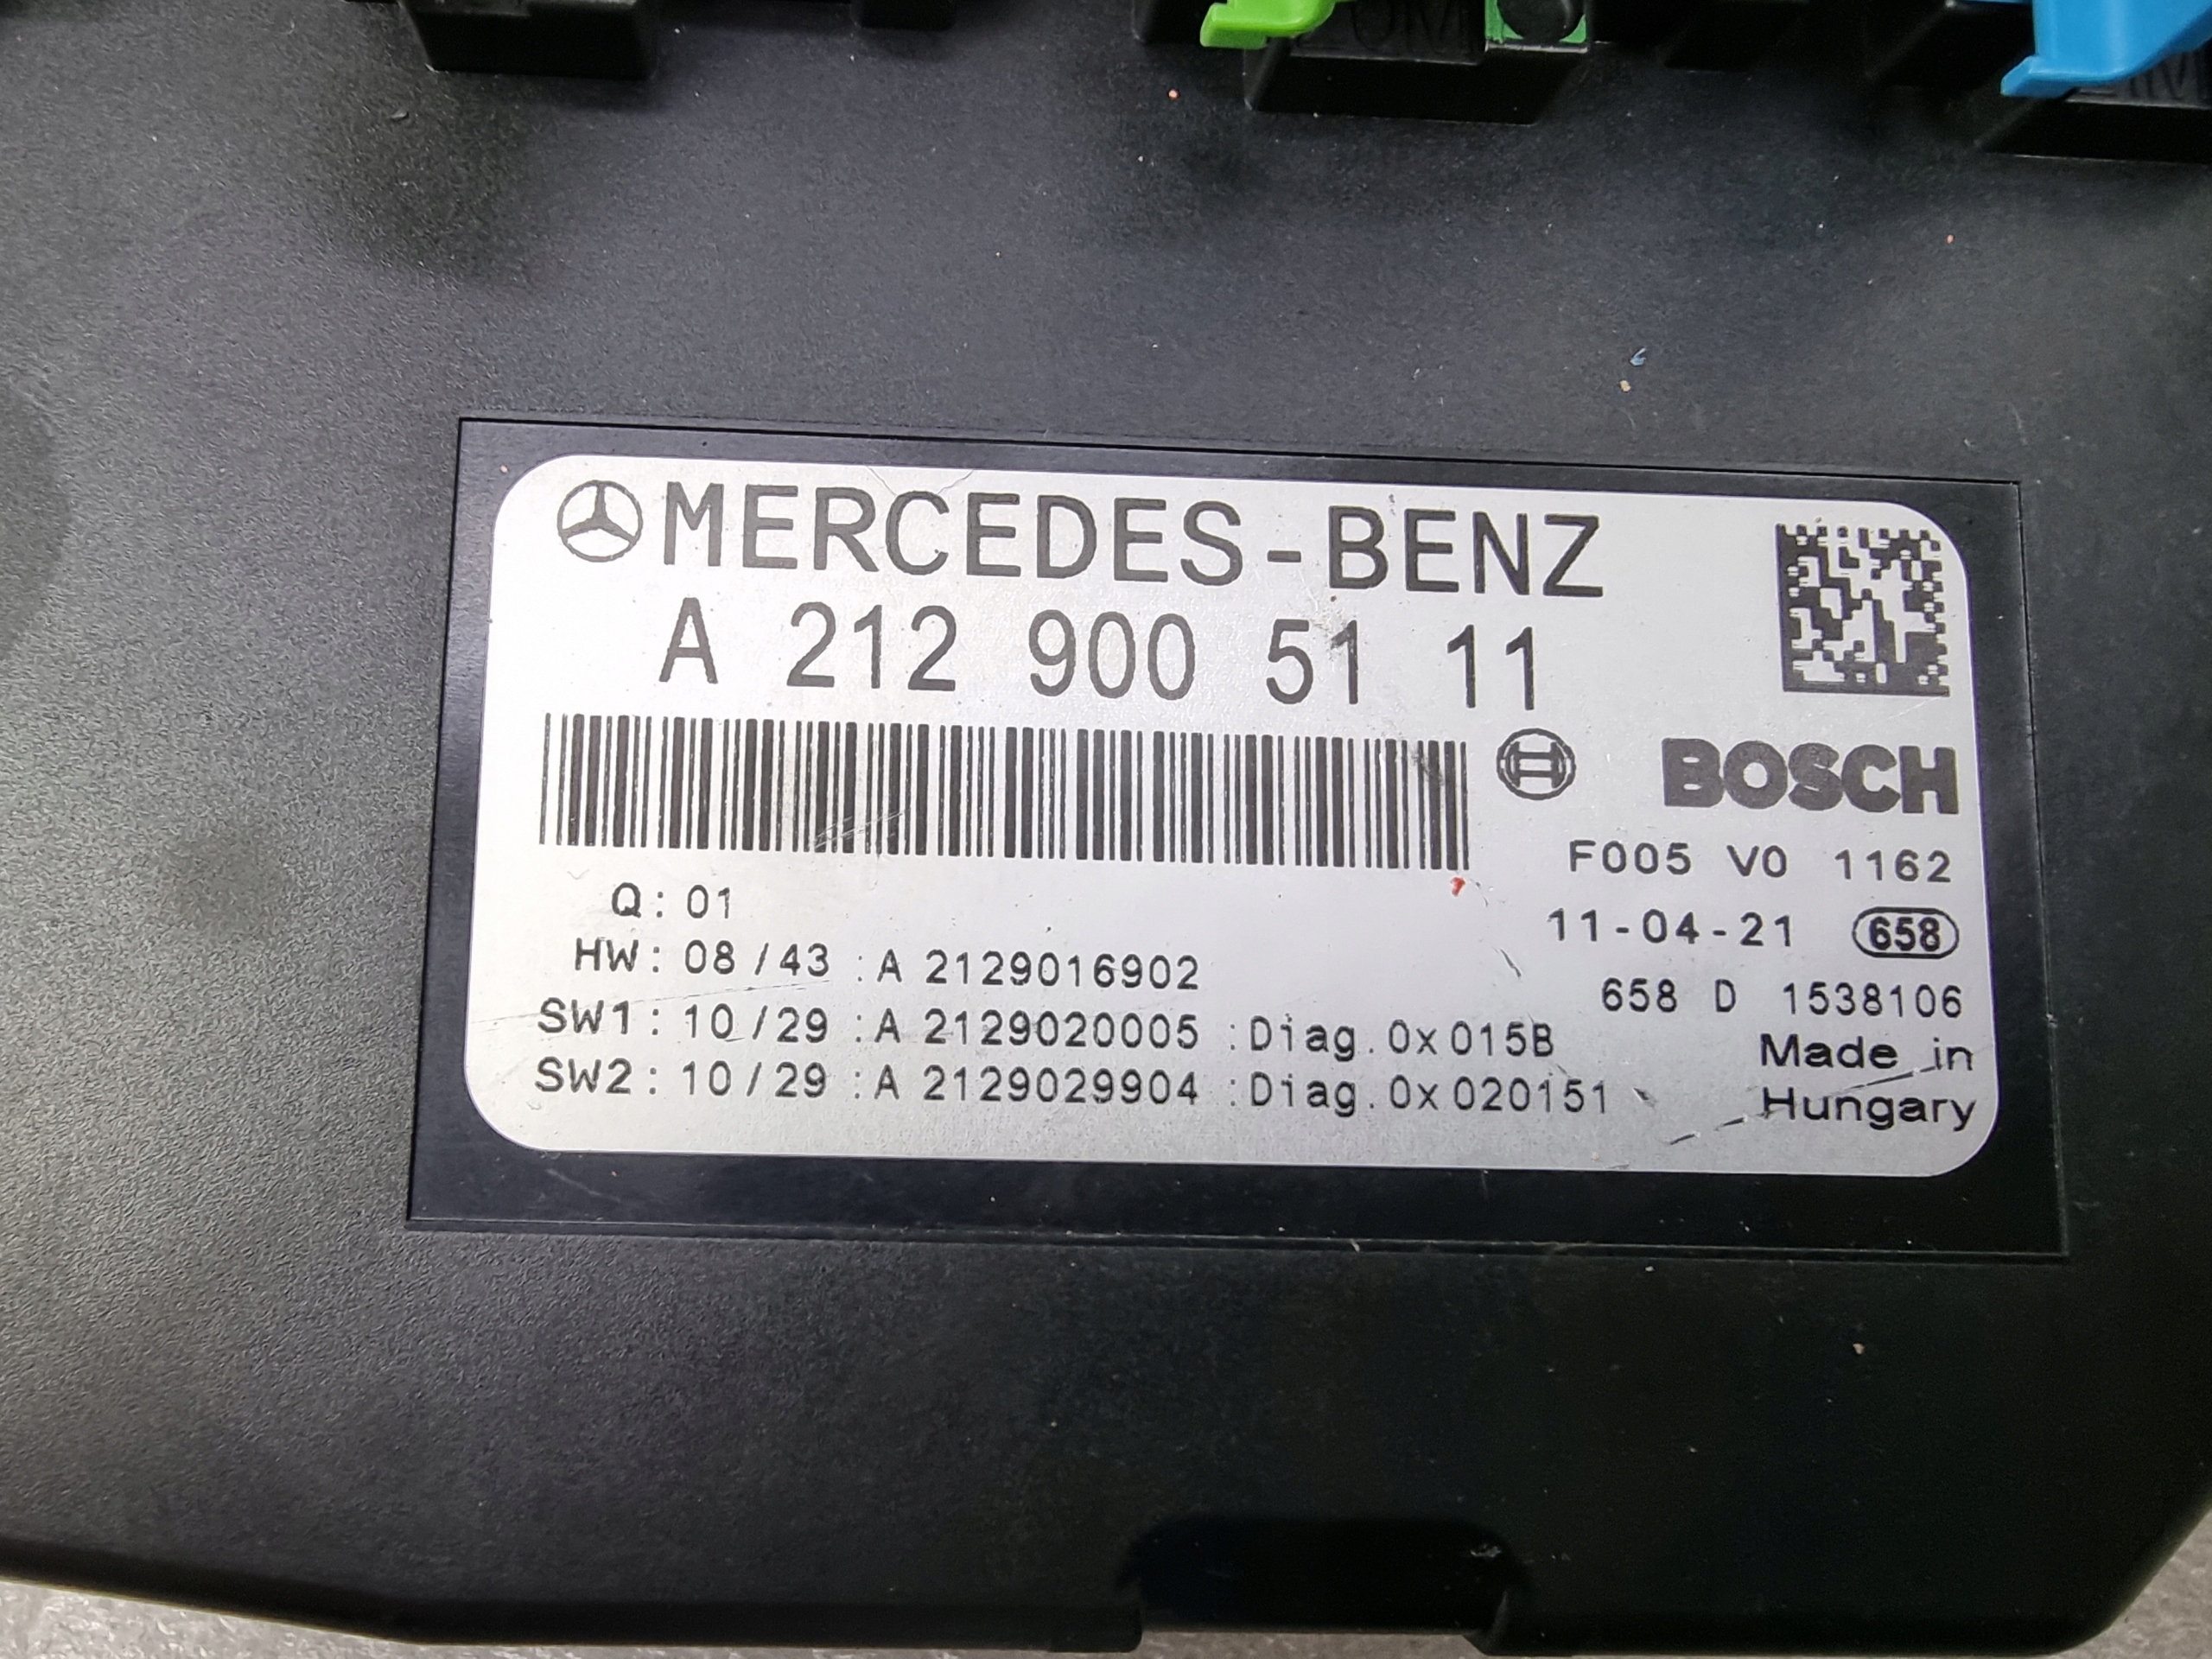 MERCEDES-BENZ
A 212 900 51 11
BOSCH
F005 V0 1162
Q: 01
11-04-21 658
HW: 08/43 :A 2129016902
658 D 1538106
SW1: 10/29 :A 2129020005 :Diag.0x015B
Made in
SW2: 10/29 :A 2129029904 :Diag.0x020151
Hungary